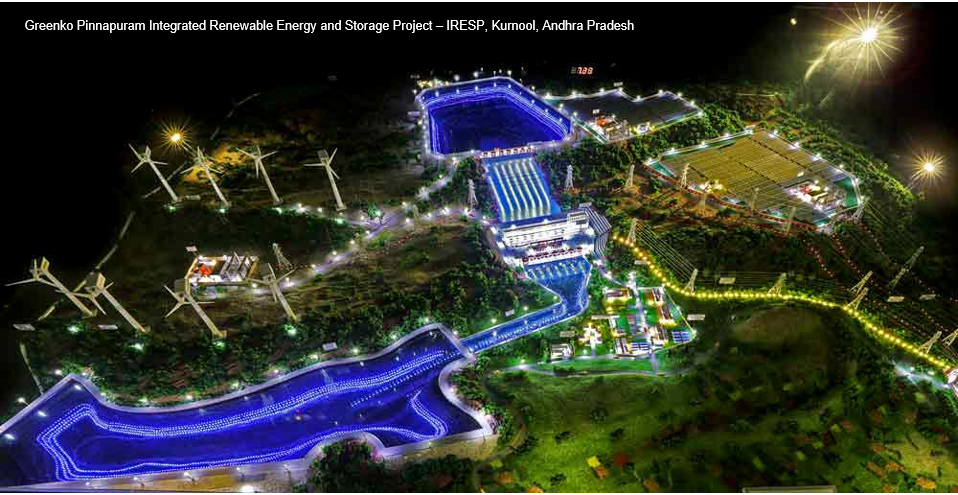 Greenko Pinnapuram Integrated Renewable Energy and Storage Project – IRESP, Kurnool, Andhra Pradesh